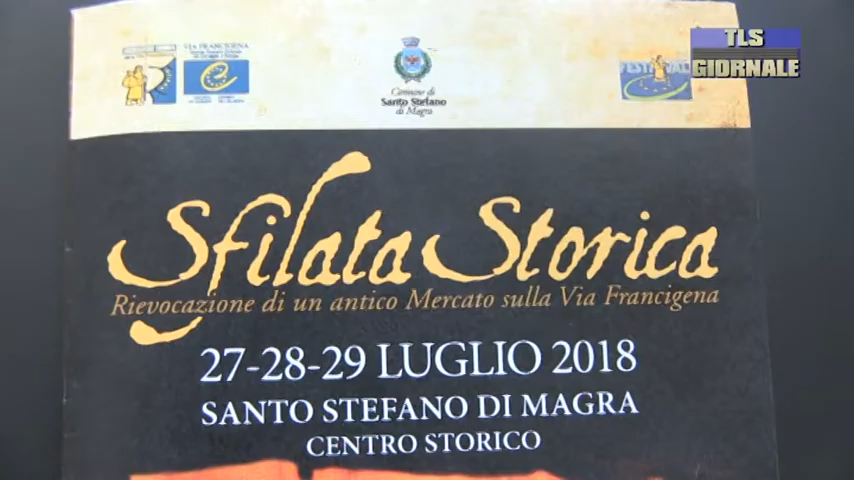 TLS
GIORNALE
VIA FRANCIGENA
FESTIVAL
Comune di
Santo Stefano
di Magra
Sfilata Storica
Rievocazione di un antico Mercato sulla Via Francigena
27-28-29 LUGLIO 2018
SANTO STEFANO DI MAGRA
CENTRO STORICO